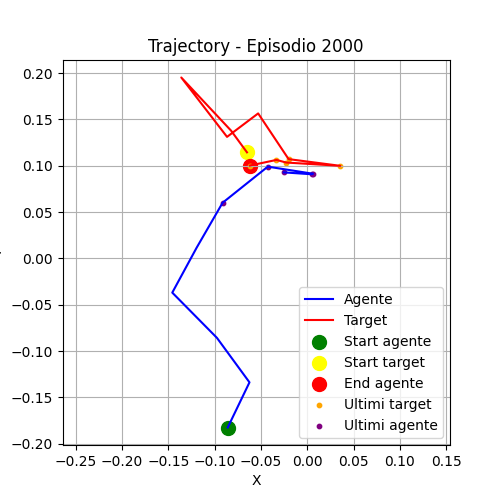 Trajectory - Episodio 2000
0.20
0.15
0.10
0.05
0.00
−0.05
−0.10
−0.15
−0.20
Agente
Target
Start agente
Start target
End agente
Ultimi target
Ultimi agente
−0.25 −0.20 −0.15 −0.10 −0.05 0.00 0.05 0.10 0.15
X